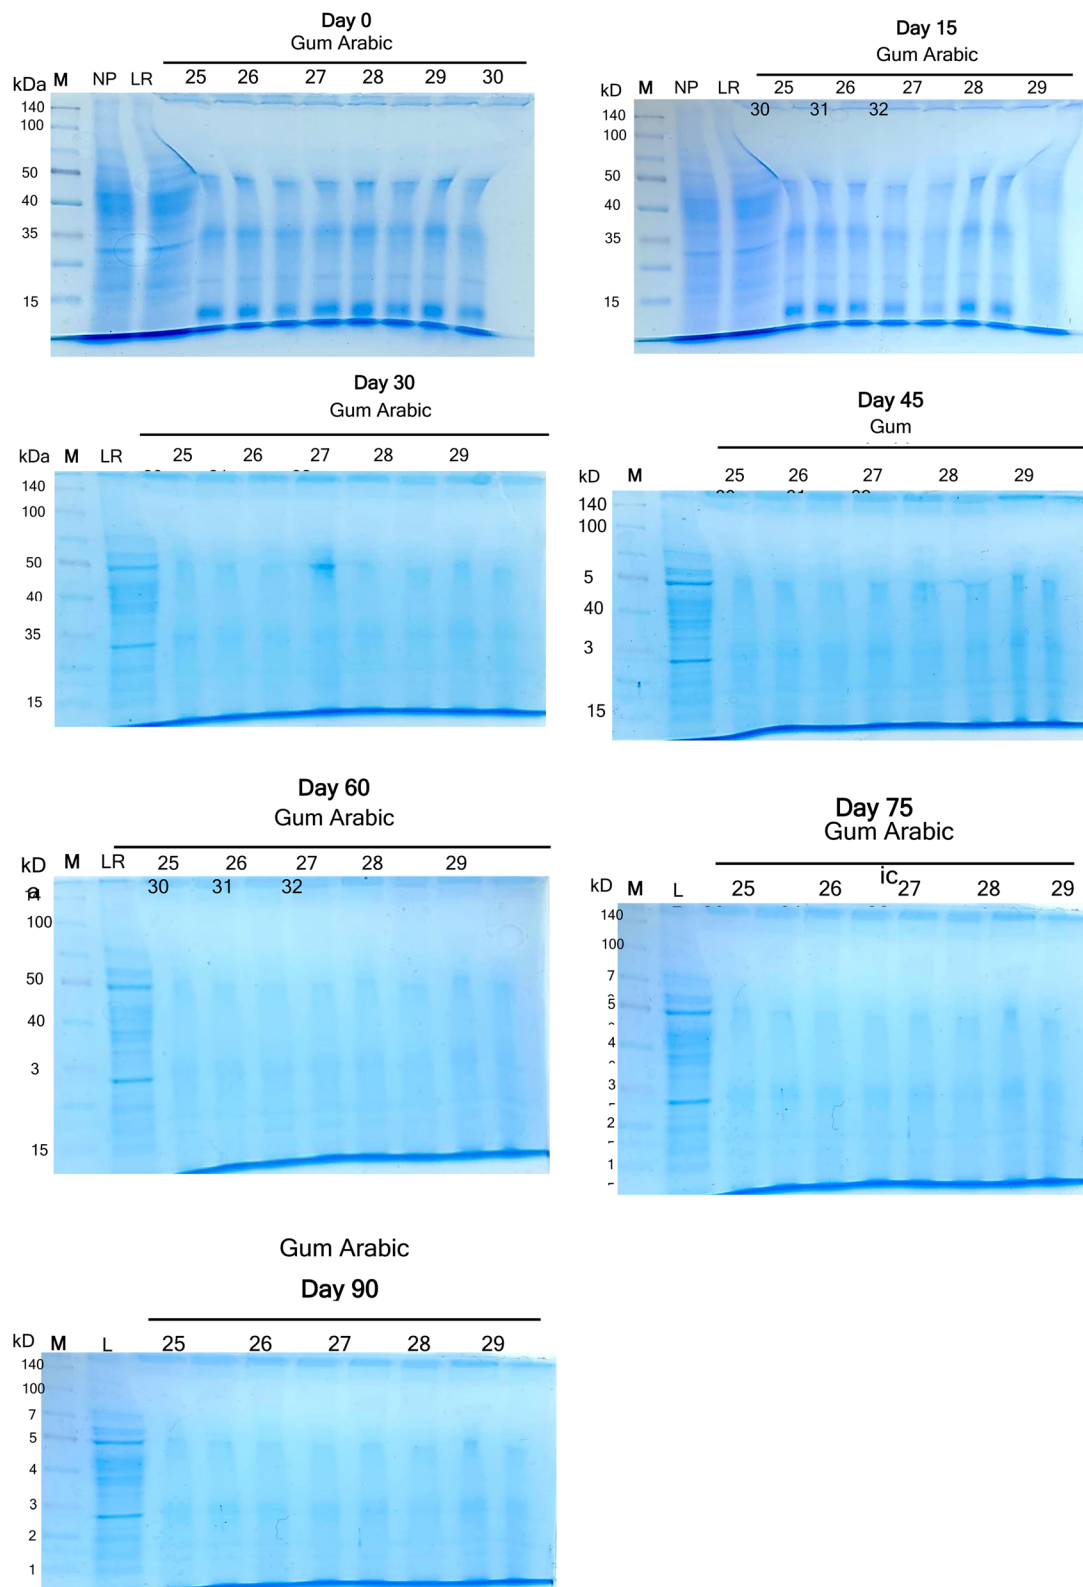 Day 0
Gum Arabic
kDa M NP LR 25 26 27 28 29 30
140
100
50
40
35
15
Day 15
Gum Arabic
kD M NP LR 25 26 27 28 29
30 31 32
140
100
50
40
35
15
Day 30
Gum Arabic
kDa M LR 25 26 27 28 29
140
100
50
40
35
15
Day 45
Gum
kD M 25 26 27 28 29
140
100
5
40
3
15
Day 60
Gum Arabic
kD M LR 25 26 27 28 29
a 30 31 32
100
50
40
3
15
Day 75
Gum Arabic
ic
kD M L 25 26 27 28 29
140
100
7
5
4
3
2
1
Gum Arabic
Day 90
kD M L 25 26 27 28 29
140
100
7
5
4
3
2
1